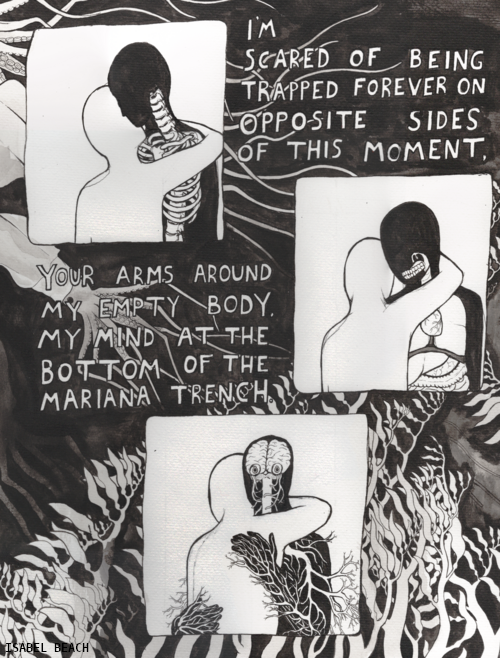 I'M
SCARED OF BEING
TRAPPED FOREVER ON
OPPOSITE SIDES
OF THIS MOMENT.
YOUR ARMS AROUND
MY EMPTY BODY.
MY MIND AT THE
BOTTOM OF THE
MARIANA TRENCH.
ISABEL BEACH